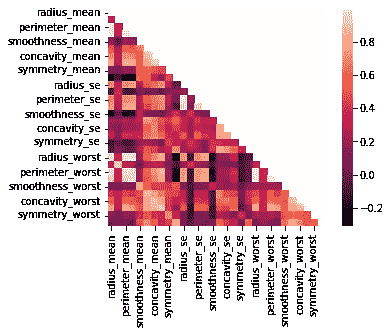 radius_mean
perimeter_mean
smoothness_mean
concavity_mean
symmetry_mean
radius_se
perimeter_se
smoothness_se
concavity_se
symmetry_se
radius_worst
perimeter_worst
smoothness_worst
concavity_worst
symmetry_worst
radius_mean
perimeter_mean
smoothness_mean
concavity_mean
symmetry_mean
radius_se
perimeter_se
smoothness_se
concavity_se
symmetry_se
radius_worst
perimeter_worst
smoothness_worst
concavity_worst
symmetry_worst
0.8
0.6
0.4
0.2
0.0
−0.2